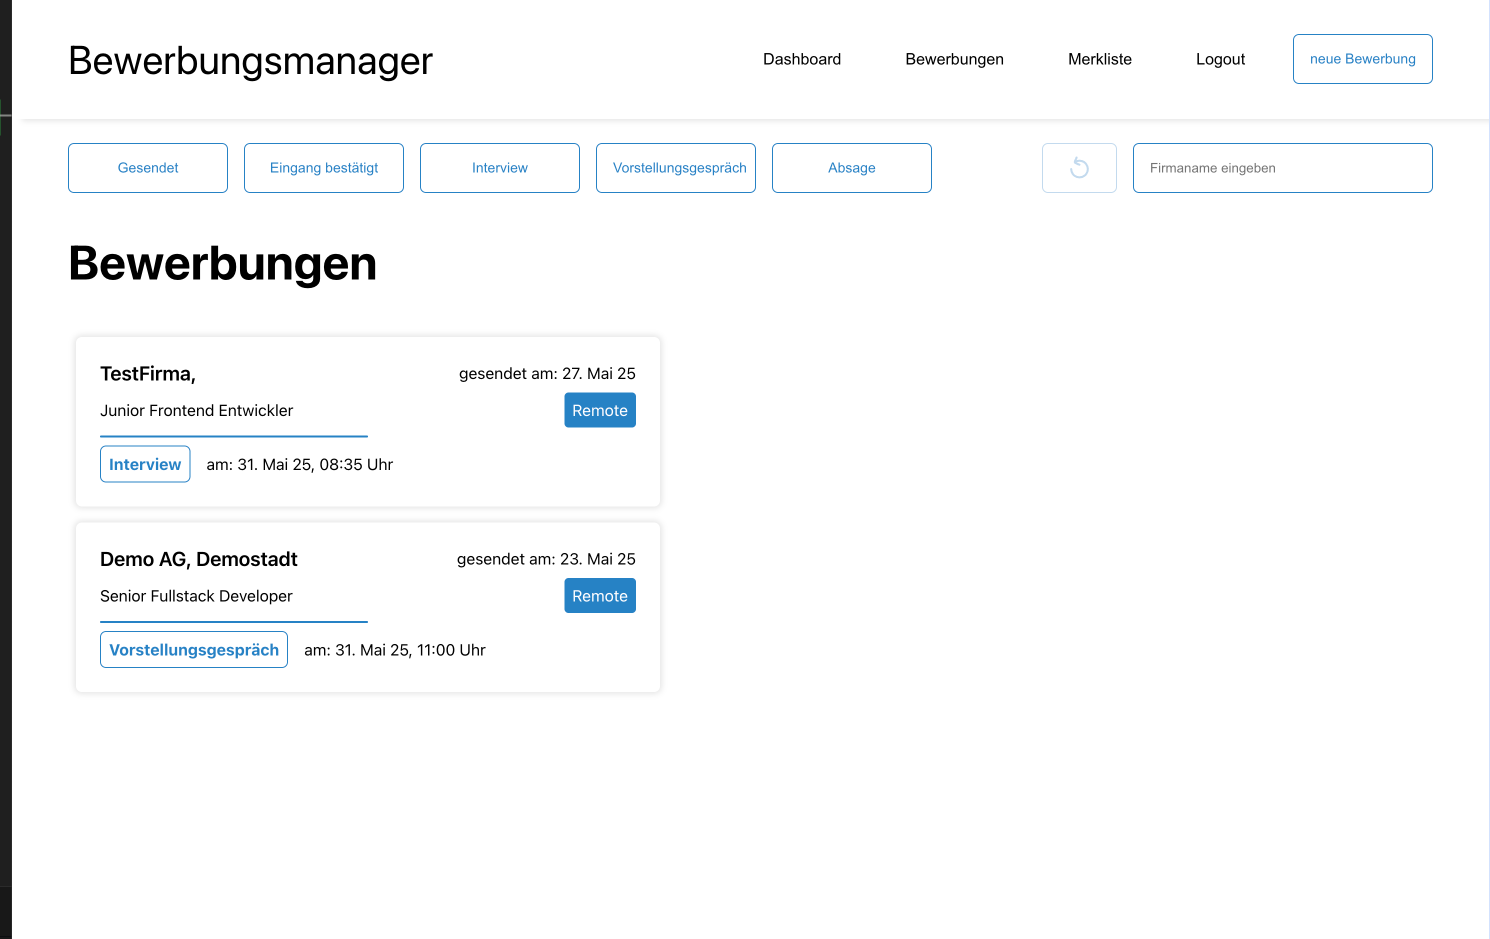 Bewerbungsmanager
Dashboard Bewerbungen Merkliste Logout neue Bewerbung
Gesendet Eingang bestätigt Interview Vorstellungsgespräch Absage Firmaname eingeben
Bewerbungen
TestFirma, gesendet am: 27. Mai 25
Junior Frontend Entwickler Remote
Interview am: 31. Mai 25, 08:35 Uhr
Demo AG, Demostadt gesendet am: 23. Mai 25
Senior Fullstack Developer Remote
Vorstellungsgespräch am: 31. Mai 25, 11:00 Uhr